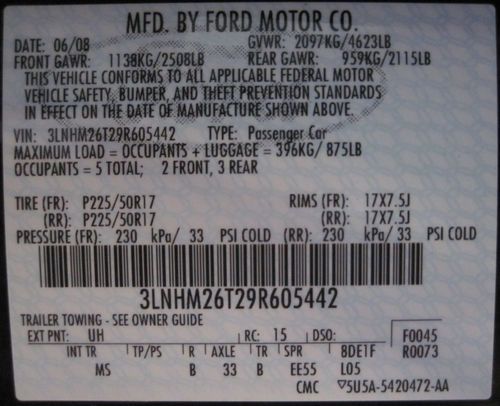 MFD. BY FORD MOTOR CO.
DATE: 06/08 GVWR: 2097KG/4623LB
FRONT GAWR: 1138KG/2508LB REAR GAWR: 959KG/2115LB
THIS VEHICLE CONFORMS TO ALL APPLICABLE FEDERAL MOTOR
VEHICLE SAFETY, BUMPER, AND THEFT PREVENTION STANDARDS
IN EFFECT ON THE DATE OF MANUFACTURE SHOWN ABOVE.
VIN: 3LNHM26T29R605442 TYPE: Passenger Car
MAXIMUM LOAD = OCCUPANTS + LUGGAGE = 396KG/ 875LB
OCCUPANTS = 5 TOTAL; 2 FRONT, 3 REAR
TIRE (FR): P225/50R17 RIMS (FR): 17X7.5J
(RR): P225/50R17 (RR): 17X7.5J
PRESSURE (FR): 230 kPa/ 33 PSI COLD (RR): 230 kPa/ 33 PSI COLD
3LNHM26T29R605442
TRAILER TOWING - SEE OWNER GUIDE
EXT PNT: UH RC: 15 DSO: F0045
INT TR TP/PS R AXLE TR SPR 8DE1F R0073
MS B 33 B EE55 L05
CMC ▽5U5A-5420472-AA